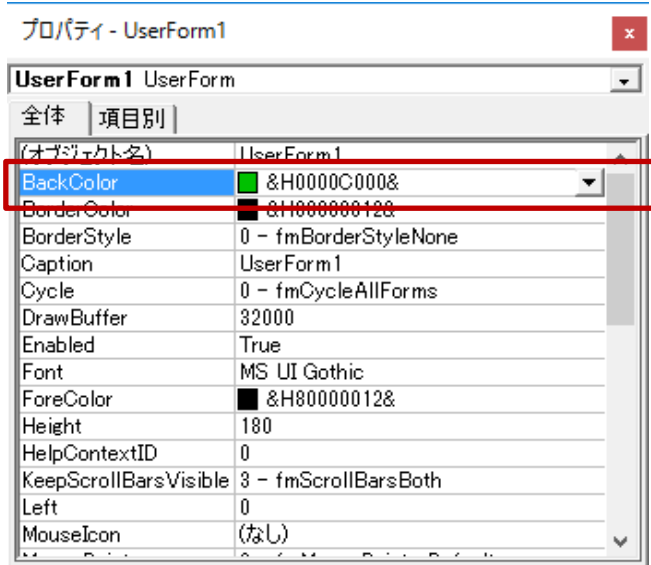 プロパティ - UserForm1
x
UserForm1 UserForm
全体 項目別
(オブジェクト名) UserForm1
BackColor &H0000C000&
BorderColor &H80000012&
BorderStyle 0 - fmBorderStyleNone
Caption UserForm1
Cycle 0 - fmCycleAllForms
DrawBuffer 32000
Enabled True
Font MS UI Gothic
ForeColor &H80000012&
Height 180
HelpContextID 0
KeepScrollBarsVisible 3 - fmScrollBarsBoth
Left 0
MouseIcon (なし)